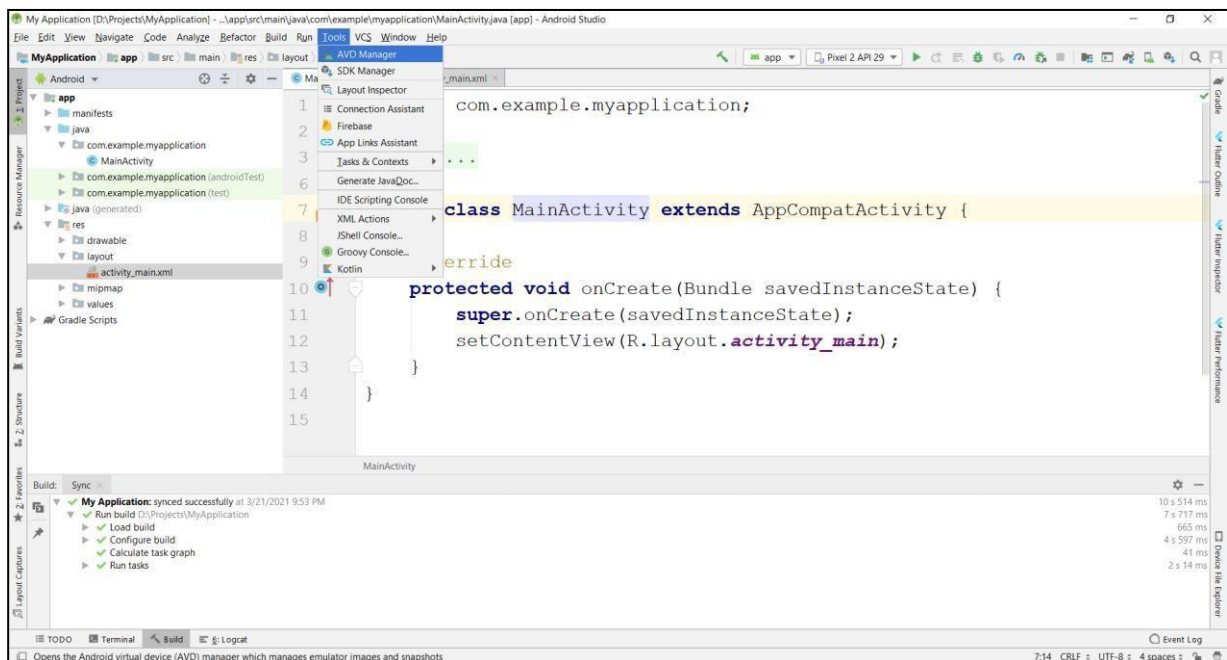 My Application [D:\Projects\MyApplication] - ...\app\src\main\java\com\example\myapplication\MainActivity.java [app] - Android Studio
File Edit View Navigate Code Analyze Refactor Build Run Tools VCS Window Help
MyApplication app src main res layout
app
Pixel 2 API 29
AVD Manager
SDK Manager
Layout Inspector
Connection Assistant
Firebase
App Links Assistant
Tasks & Contexts
Generate JavaDoc...
IDE Scripting Console
XML Actions
JShell Console...
Groovy Console...
Kotlin
1: Project
Resource Manager
Build Variants
Z: Structure
2: Favorites
Layout Captures
Android
app
manifests
java
com.example.myapplication
MainActivity
com.example.myapplication (androidTest)
com.example.myapplication (test)
java (generated)
res
drawable
layout
activity_main.xml
mipmap
values
Gradle Scripts
Ma
_main.xml
1 com.example.myapplication;
2
3 ...
6
7 class MainActivity extends AppCompatActivity {
8
9 erride
10 protected void onCreate(Bundle savedInstanceState) {
11 super.onCreate(savedInstanceState);
12 setContentView(R.layout.activity_main);
13 }
14 }
15
MainActivity
Gradle
Flutter Outline
Flutter Inspector
Flutter Performance
Device File Explorer
Build: Sync
My Application: synced successfully at 3/21/2021 9:53 PM 10 s 514 ms
Run build D:\Projects\MyApplication 7 s 717 ms
Load build 665 ms
Configure build 4 s 597 ms
Calculate task graph 41 ms
Run tasks 2 s 14 ms
TODO Terminal Build 6: Logcat Event Log
Opens the Android virtual device (AVD) manager which manages emulator images and snapshots 7:14 CRLF UTF-8 4 spaces